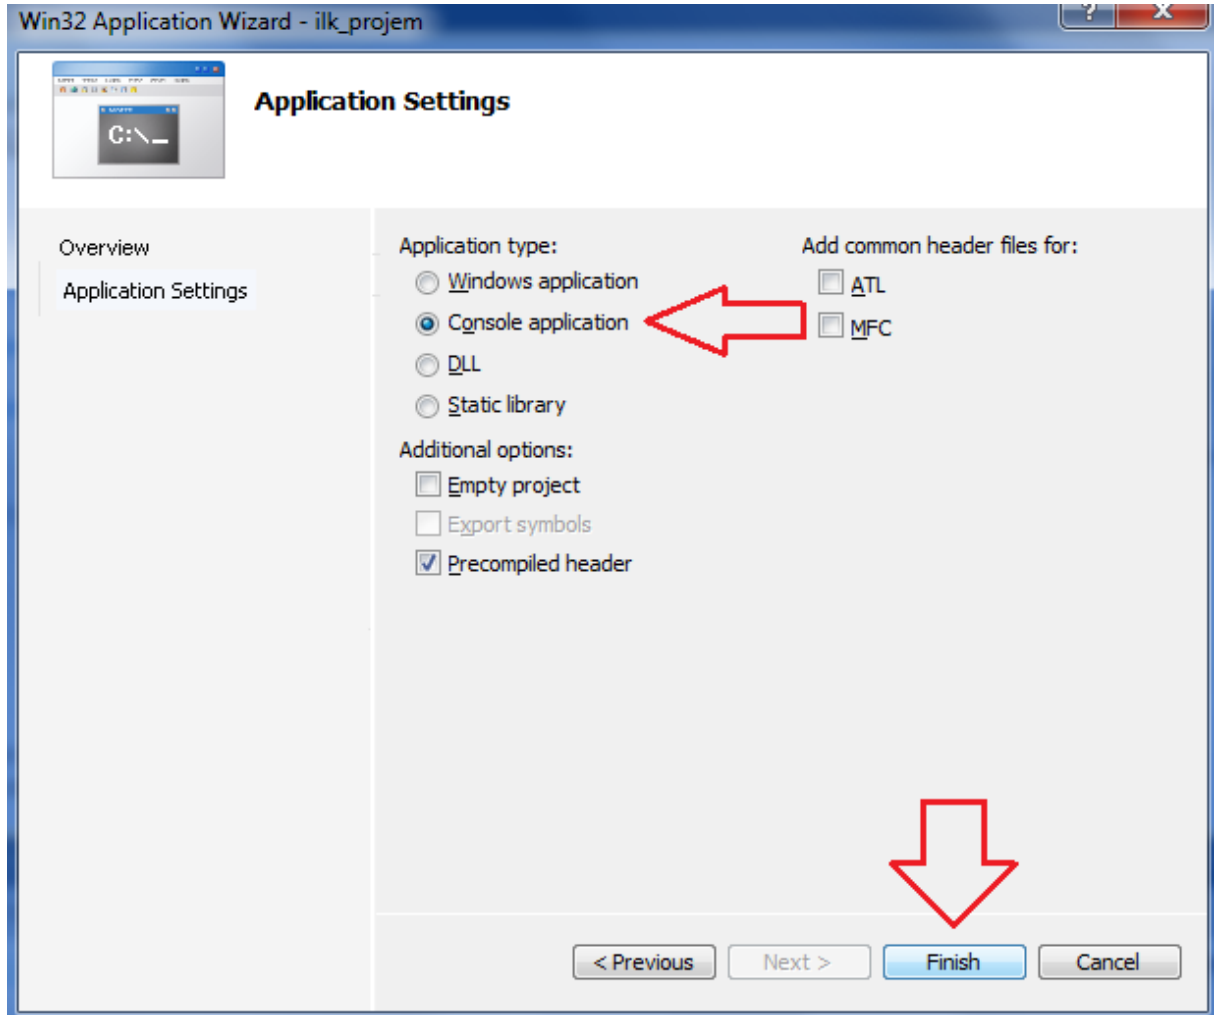 Win32 Application Wizard - ilk_projem
? X
C:\_
Application Settings
Overview
Application Settings
Application type:
Windows application
Console application
DLL
Static library
Additional options:
Empty project
Export symbols
Precompiled header
Add common header files for:
ATL
MFC
< Previous
Next >
Finish
Cancel